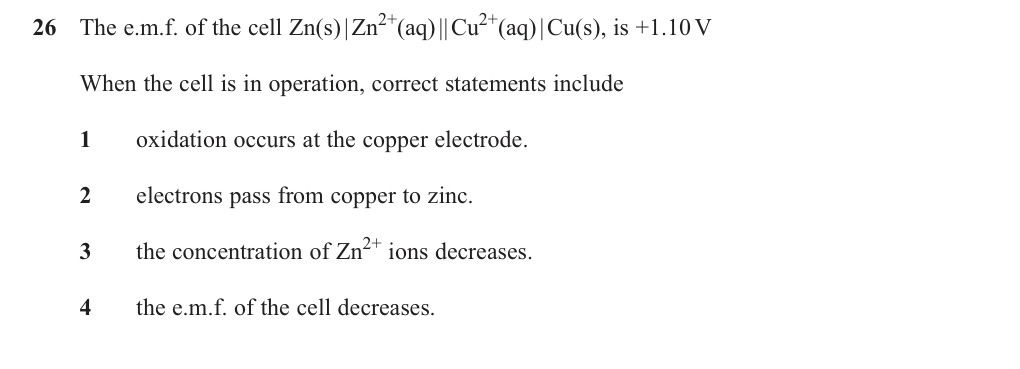 26 The e.m.f. of the cell Zn(s)|Zn²⁺(aq)||Cu²⁺(aq)|Cu(s), is +1.10 V
When the cell is in operation, correct statements include
1 oxidation occurs at the copper electrode.
2 electrons pass from copper to zinc.
3 the concentration of Zn²⁺ ions decreases.
4 the e.m.f. of the cell decreases.